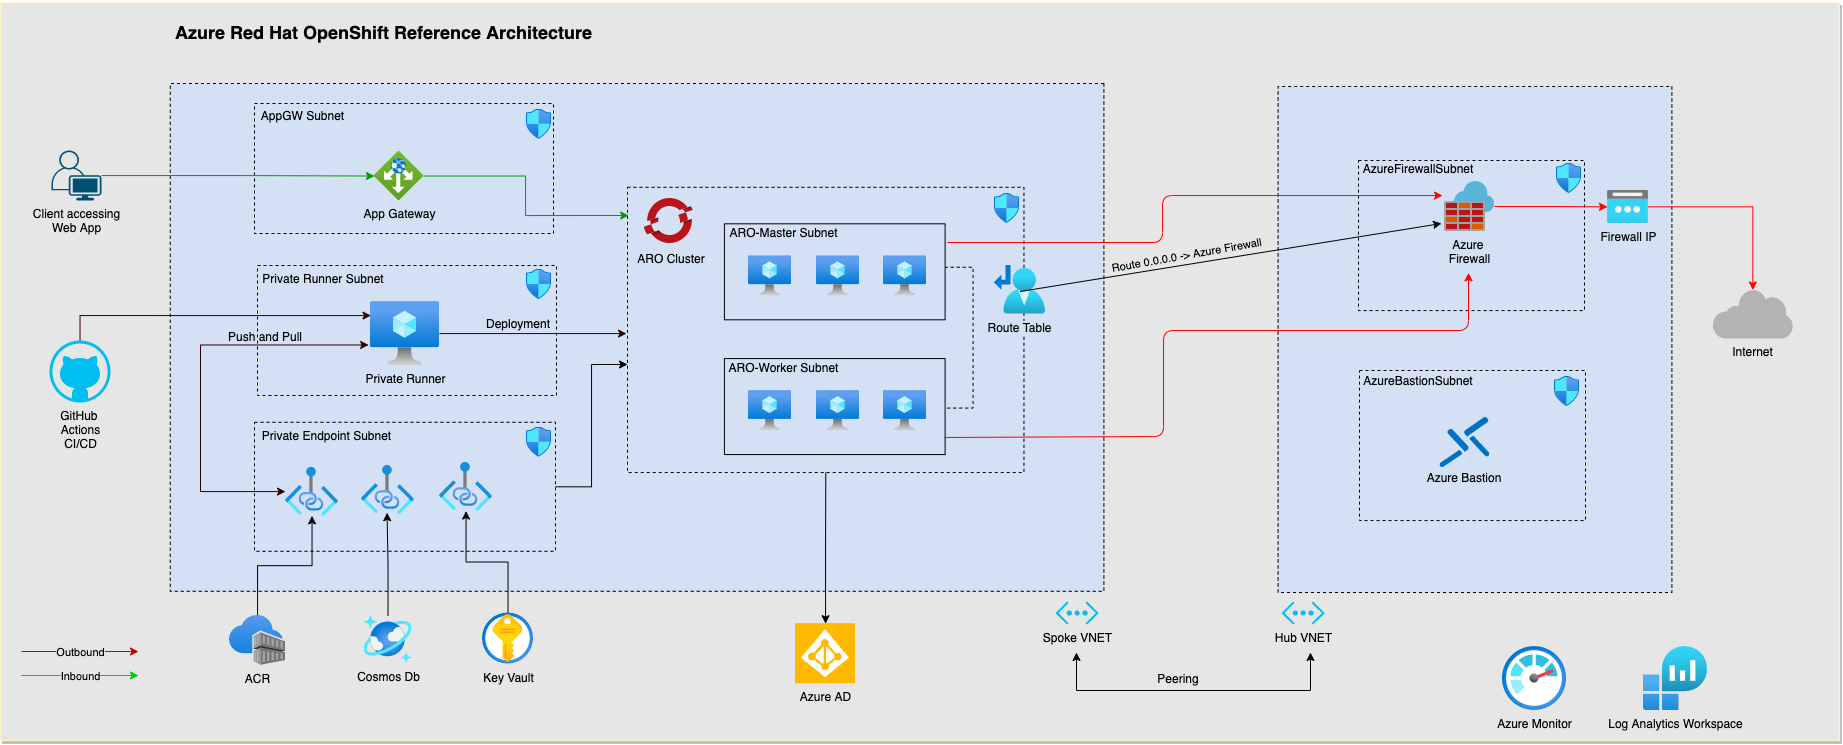 Azure Red Hat OpenShift Reference Architecture
AppGW Subnet
App Gateway
Client accessing
Web App
Private Runner Subnet
Push and Pull
Deployment
Private Runner
GitHub
Actions
CI/CD
Private Endpoint Subnet
ARO Cluster
ARO-Master Subnet
ARO-Worker Subnet
Route Table
Route 0.0.0.0 -> Azure Firewall
AzureFirewallSubnet
Azure
Firewall
Firewall IP
Internet
AzureBastionSubnet
Azure Bastion
Outbound
Inbound
ACR
Cosmos Db
Key Vault
Azure AD
Spoke VNET
Hub VNET
Peering
Azure Monitor
Log Analytics Workspace